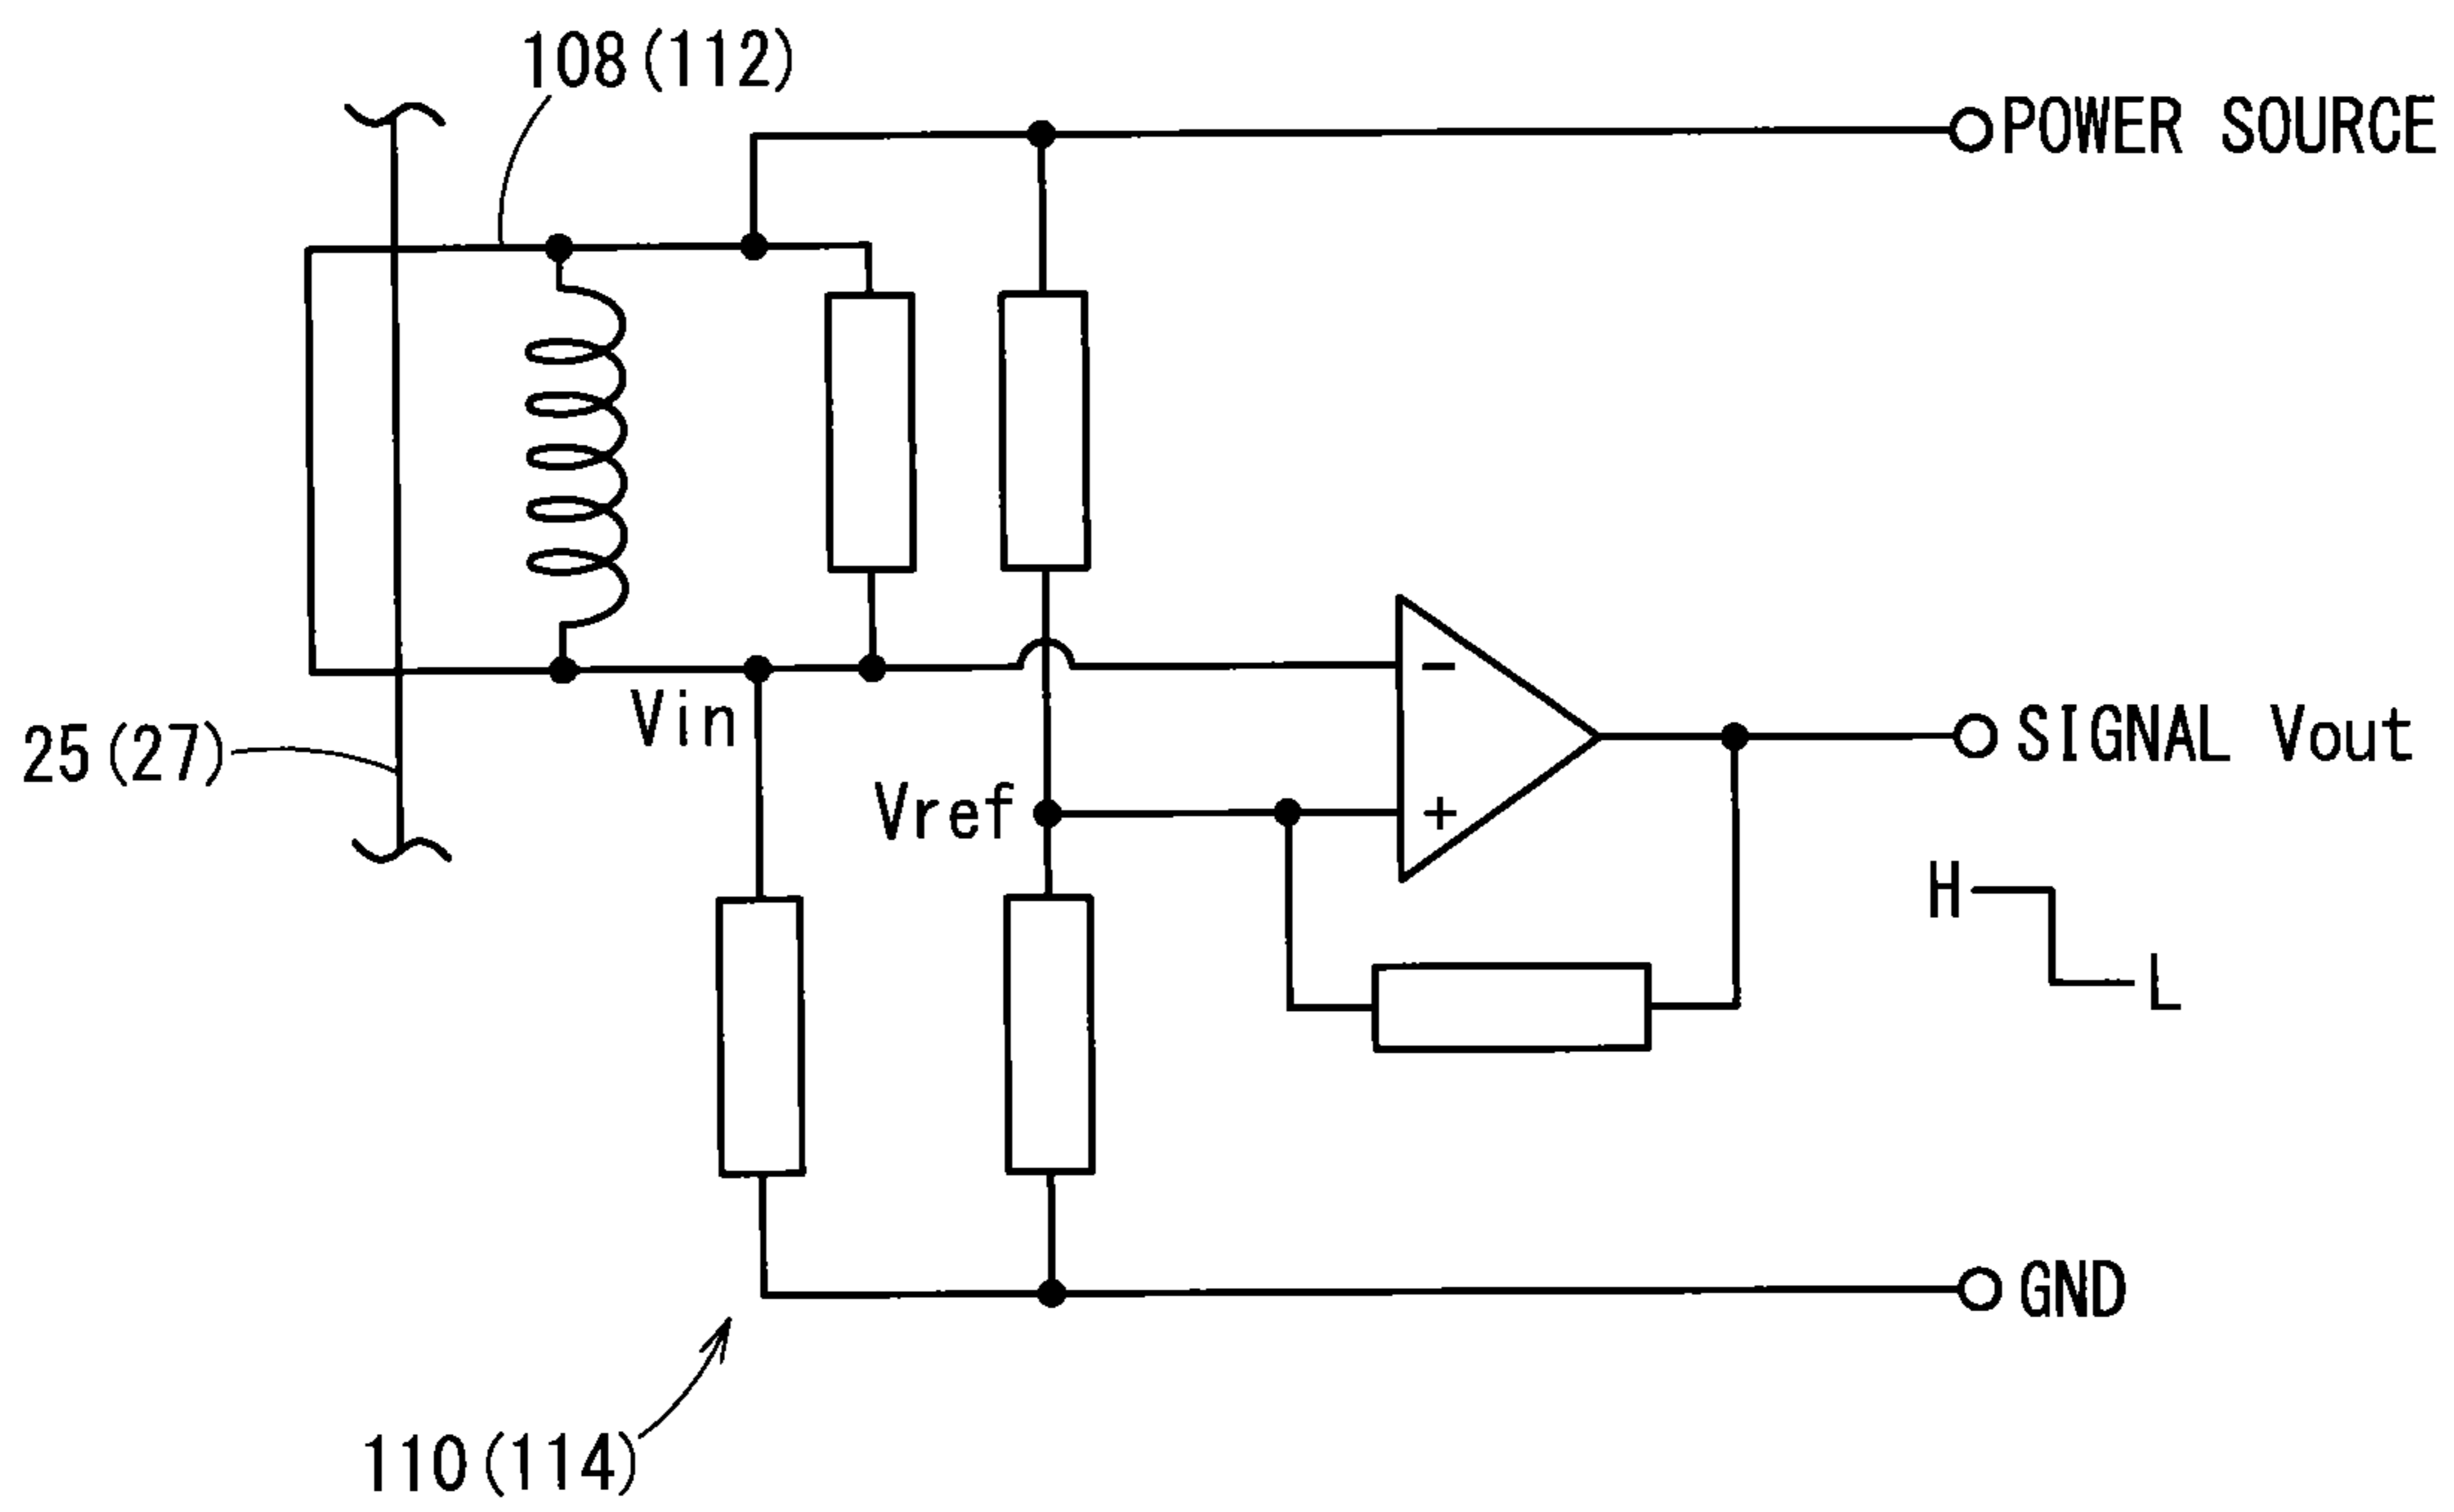 108(112)
POWER SOURCE
25(27)
Vin
-
SIGNAL Vout
Vref
+
H
L
GND
110(114)